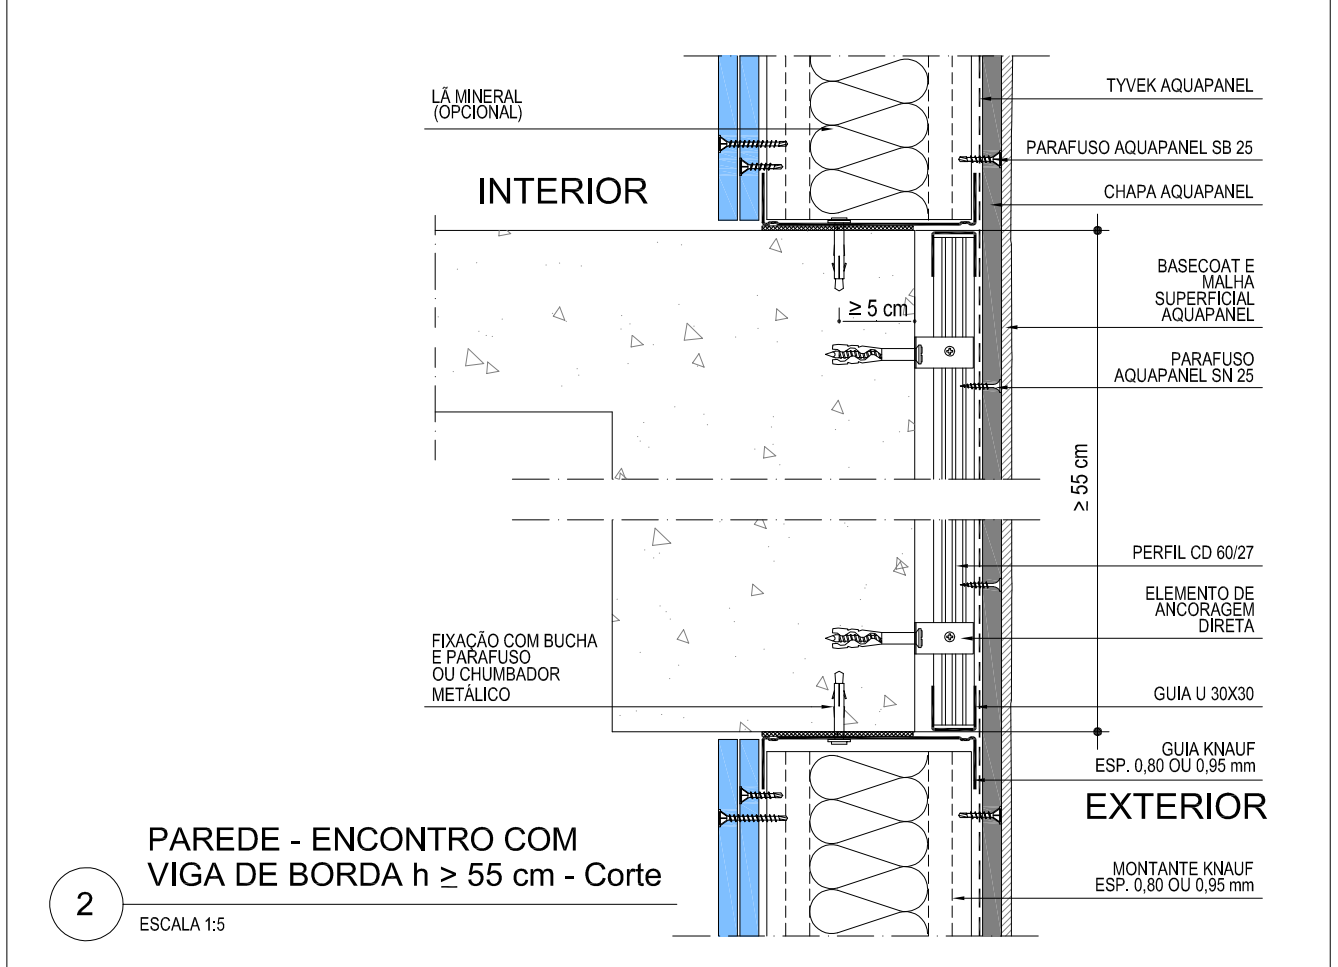 LÃ MINERAL
(OPCIONAL)
INTERIOR
TYVEK AQUAPANEL
PARAFUSO AQUAPANEL SB 25
CHAPA AQUAPANEL
BASECOAT E
MALHA
SUPERFICIAL
AQUAPANEL
≥ 5 cm
PARAFUSO
AQUAPANEL SN 25
≥ 55 cm
PERFIL CD 60/27
ELEMENTO DE
ANCORAGEM
DIRETA
FIXAÇÃO COM BUCHA
E PARAFUSO
OU CHUMBADOR
METÁLICO
GUIA U 30X30
GUIA KNAUF
ESP. 0,80 OU 0,95 mm
EXTERIOR
MONTANTE KNAUF
ESP. 0,80 OU 0,95 mm
PAREDE - ENCONTRO COM
VIGA DE BORDA h ≥ 55 cm - Corte
2
ESCALA 1:5